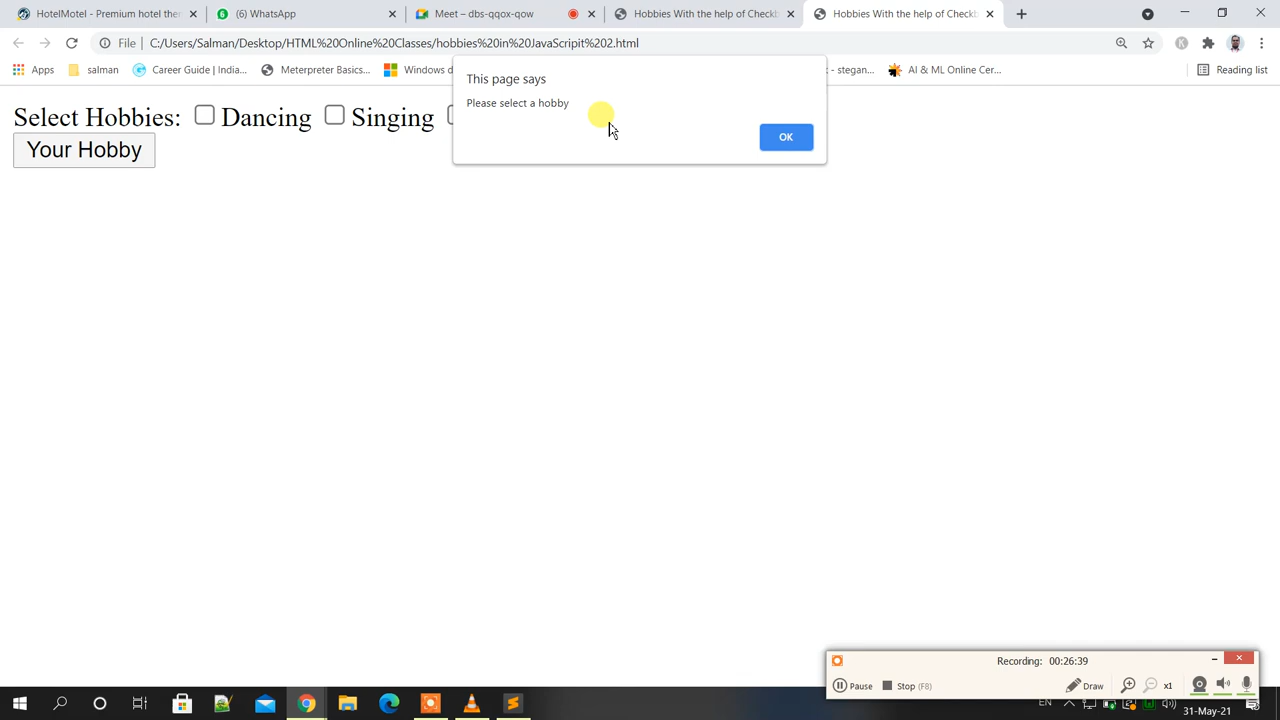 HotelMotel - Premium hotel ther
(6) WhatsApp
Meet – dbs-qqox-qow
Hobbies With the help of Checkb
Hobbies With the help of Checkb
File
C:/Users/Salman/Desktop/HTML%20Online%20Classes/hobbies%20in%20JavaScripit%202.html
Apps
salman
Career Guide | India...
Meterpreter Basics...
Windows d
- stegan...
AI & ML Online Cer...
Reading list
This page says
Please select a hobby
OK
Select Hobbies:
Dancing
Singing
Your Hobby
Recording: 00:26:39
Pause
Stop (F8)
Draw
x1
EN
31-May-21